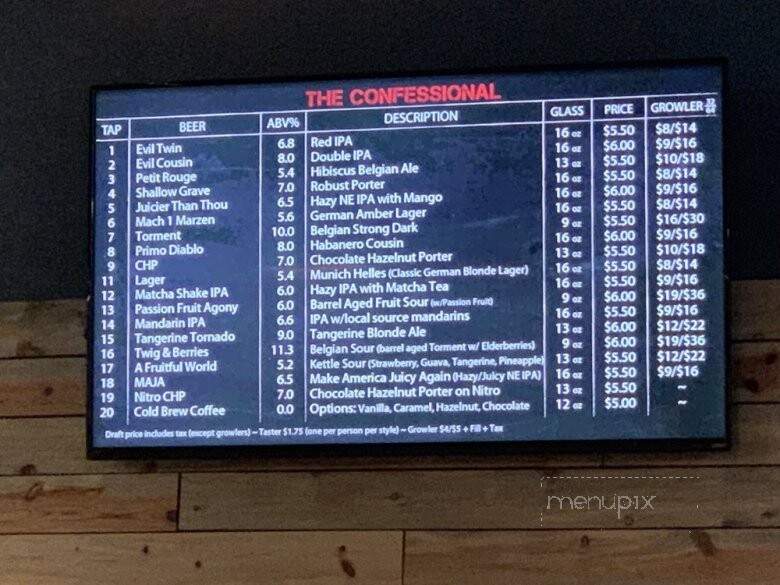 THE CONFESSIONAL
TAP BEER ABV% DESCRIPTION GLASS PRICE GROWLER
1 Evil Twin 6.8 Red IPA 16 oz $5.50 $8/$14
2 Evil Cousin 8.0 Double IPA 16 oz $6.00 $9/$16
3 Petit Rouge 5.4 Hibiscus Belgian Ale 13 oz $5.50 $10/$18
4 Shallow Grave 7.0 Robust Porter 16 oz $5.50 $8/$14
5 Juicier Than Thou 6.5 Hazy NE IPA with Mango 16 oz $6.00 $9/$16
6 Mach 1 Marzen 5.6 German Amber Lager 16 oz $5.50 $8/$14
7 Torment 10.0 Belgian Strong Dark 9 oz $5.50 $16/$30
8 Primo Diablo 8.0 Habanero Cousin 16 oz $6.00 $9/$16
9 CHP 7.0 Chocolate Hazelnut Porter 13 oz $5.50 $10/$18
11 Lager 5.4 Munich Helles (Classic German Blonde Lager) 16 oz $5.50 $8/$14
12 Matcha Shake IPA 6.0 Hazy IPA with Matcha Tea 16 oz $5.50 $9/$16
13 Passion Fruit Agony 6.0 Barrel Aged Fruit Sour (w/Passion Fruit) 9 oz $6.00 $19/$36
14 Mandarin IPA 6.6 IPA w/local source mandarins 16 oz $5.50 $9/$16
15 Tangerine Tornado 9.0 Tangerine Blonde Ale 13 oz $6.00 $12/$22
16 Twig & Berries 11.3 Belgian Sour (barrel aged Torment w/ Elderberries) 9 oz $6.00 $19/$36
17 A Fruitful World 5.2 Kettle Sour (Strawberry, Guava, Tangerine, Pineapple) 13 oz $5.50 $12/$22
18 MAJA 6.5 Make America Juicy Again (Hazy/Juicy NE IPA) 16 oz $5.50 $9/$16
19 Nitro CHP 7.0 Chocolate Hazelnut Porter on Nitro 13 oz $5.50 ~
20 Cold Brew Coffee 0.0 Options: Vanilla, Caramel, Hazelnut, Chocolate 12 oz $5.00 ~
Draft price includes tax (except growlers) ~ Taster $1.75 (one per person per style) ~ Growler $4/$5 + Fill + Tax
menupix